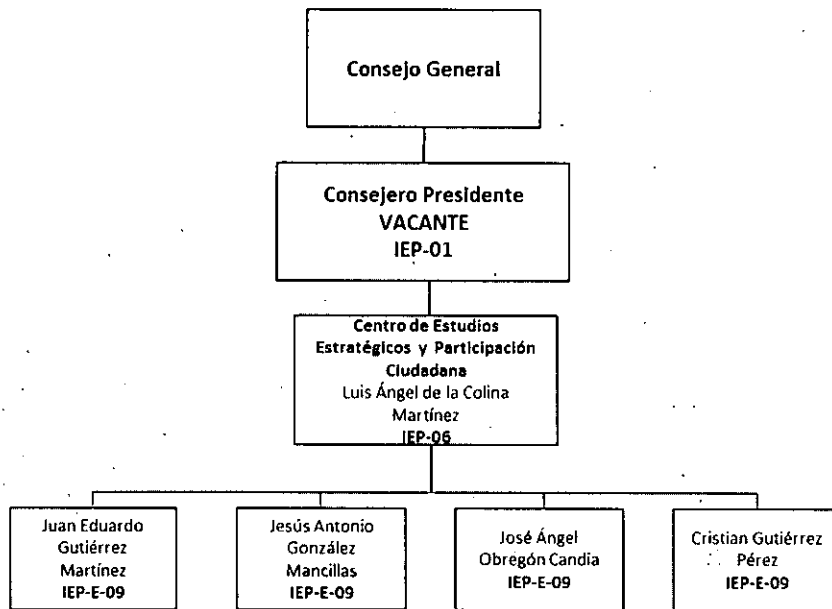 Consejo General
Consejero Presidente
VACANTE
IEP-01
Centro de Estudios
Estratégicos y Participación
Ciudadana
Luis Ángel de la Colina
Martínez
IEP-06
Juan Eduardo
Gutiérrez
Martínez
IEP-E-09
Jesús Antonio
González
Mancillas
IEP-E-09
José Ángel
Obregón Candia
IEP-E-09
Cristian Gutiérrez
Pérez
IEP-E-09